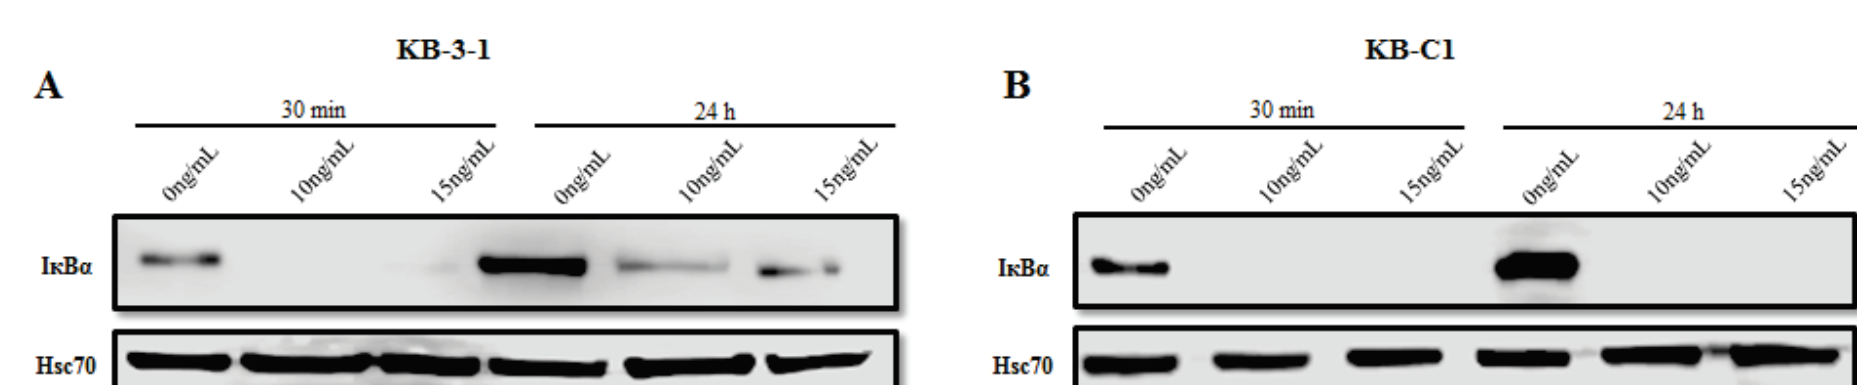 KB-3-1
A
30 min
24 h
0ng/mL
10ng/mL
15ng/mL
0ng/mL
10ng/mL
15ng/mL
IκBα
Hsc70
KB-C1
B
30 min
24 h
0ng/mL
10ng/mL
15ng/mL
0ng/mL
10ng/mL
15ng/mL
IκBα
Hsc70